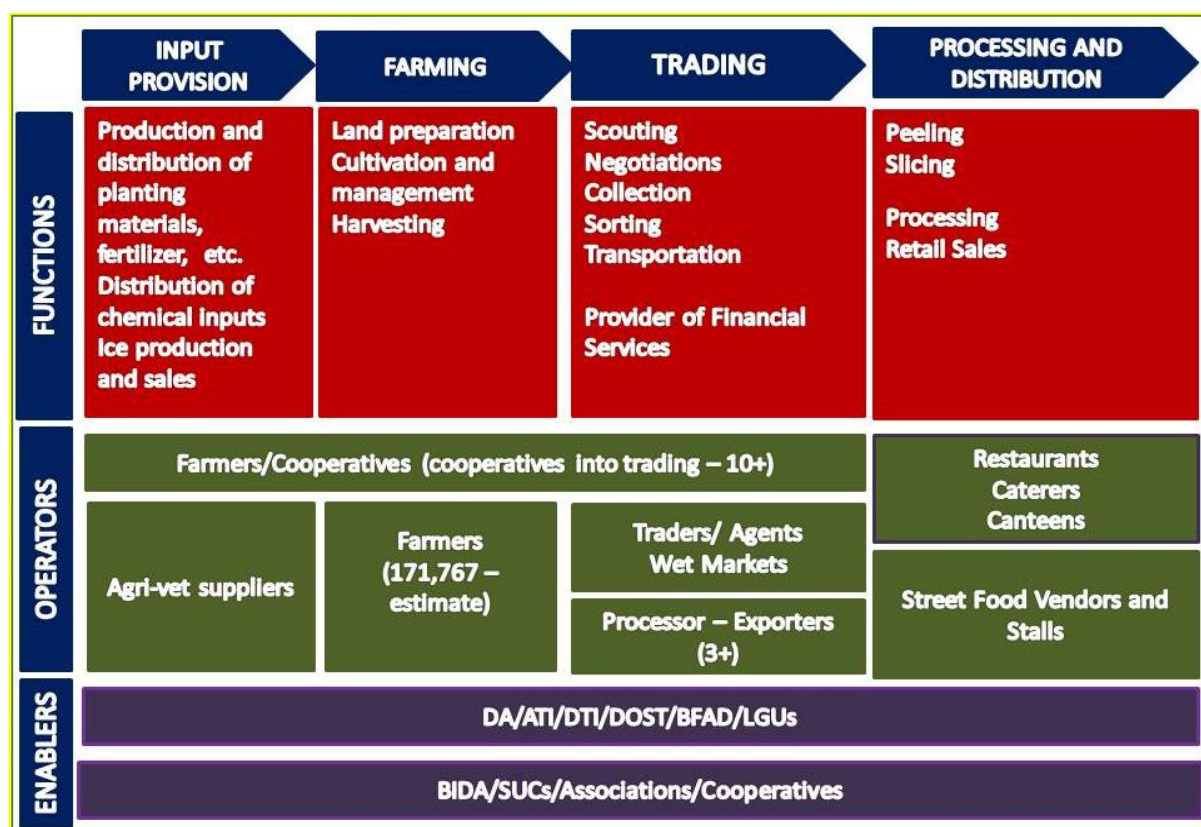 INPUT
PROVISION
FARMING
TRADING
PROCESSING AND
DISTRIBUTION
FUNCTIONS
Production and
distribution of
planting
materials,
fertilizer, etc.
Distribution of
chemical inputs
Ice production
and sales
Land preparation
Cultivation and
management
Harvesting
Scouting
Negotiations
Collection
Sorting
Transportation
Provider of Financial
Services
Peeling
Slicing
Processing
Retail Sales
OPERATORS
Farmers/Cooperatives (cooperatives into trading – 10+)
Agri-vet suppliers
Farmers
(171,767 –
estimate)
Traders/ Agents
Wet Markets
Processor – Exporters
(3+)
Restaurants
Caterers
Canteens
Street Food Vendors and
Stalls
ENABLERS
DA/ATI/DTI/DOST/BFAD/LGUs
BIDA/SUCs/Associations/Cooperatives